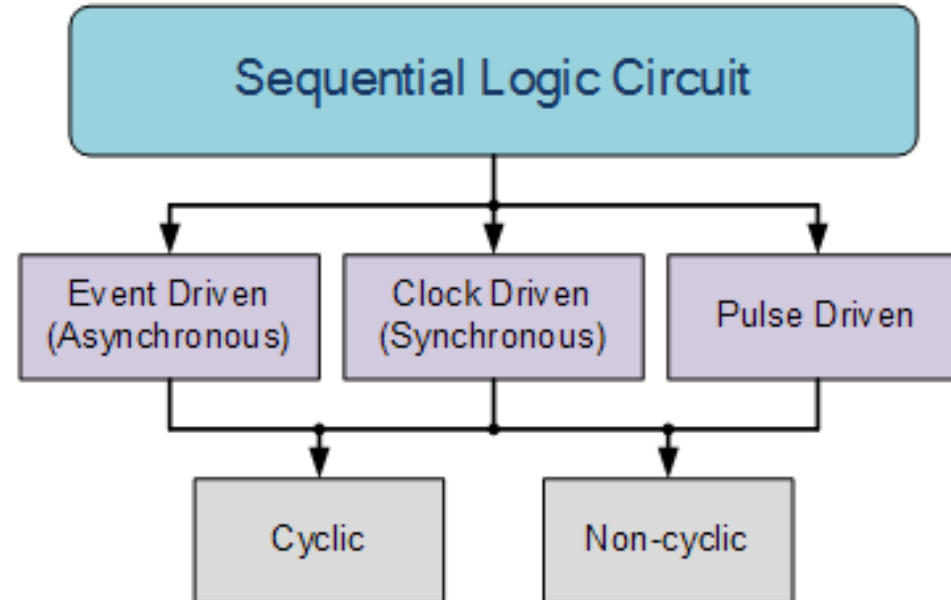 Sequential Logic Circuit
Event Driven
(Asynchronous)
Clock Driven
(Synchronous)
Pulse Driven
Cyclic
Non-cyclic